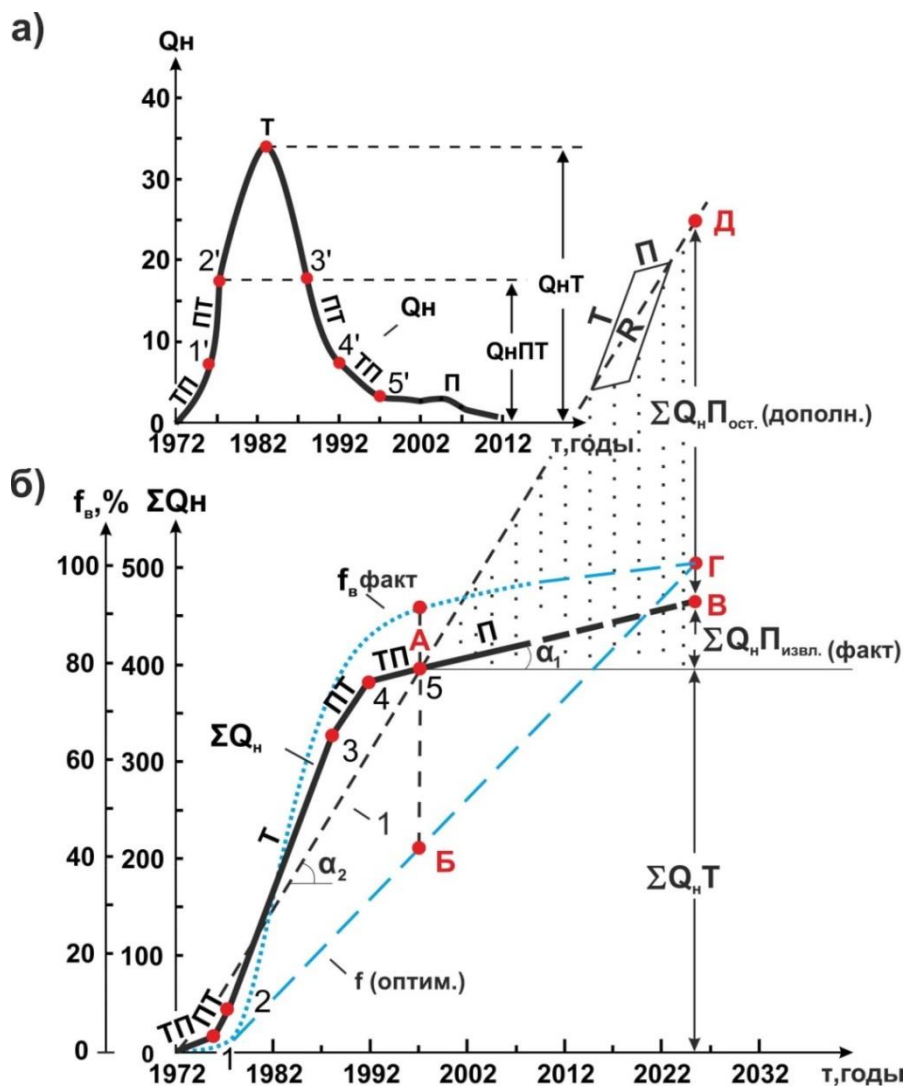 а)
Qн
40
30
20
10
0
Т
2'
3'
ПТ
ПТ
1'
4'
ТП
ТП
5'
П
Qн
QнТ
QнПТ
1972 1982 1992 2002 2012 т,годы
Т
R
П
Д
ΣQнПост. (дополн.)
б)
fв,% ΣQн
100 500
80 400
60 300
40 200
20 100
0 0
fв факт
Г
В
А
ТП
П
α1
ΣQнПизвл. (факт)
ПТ
4
5
3
ΣQн
Т
1
α2
Б
ΣQнТ
f (оптим.)
ТП
ПТ
2
1
1972 1982 1992 2002 2012 2022 2032 т,годы